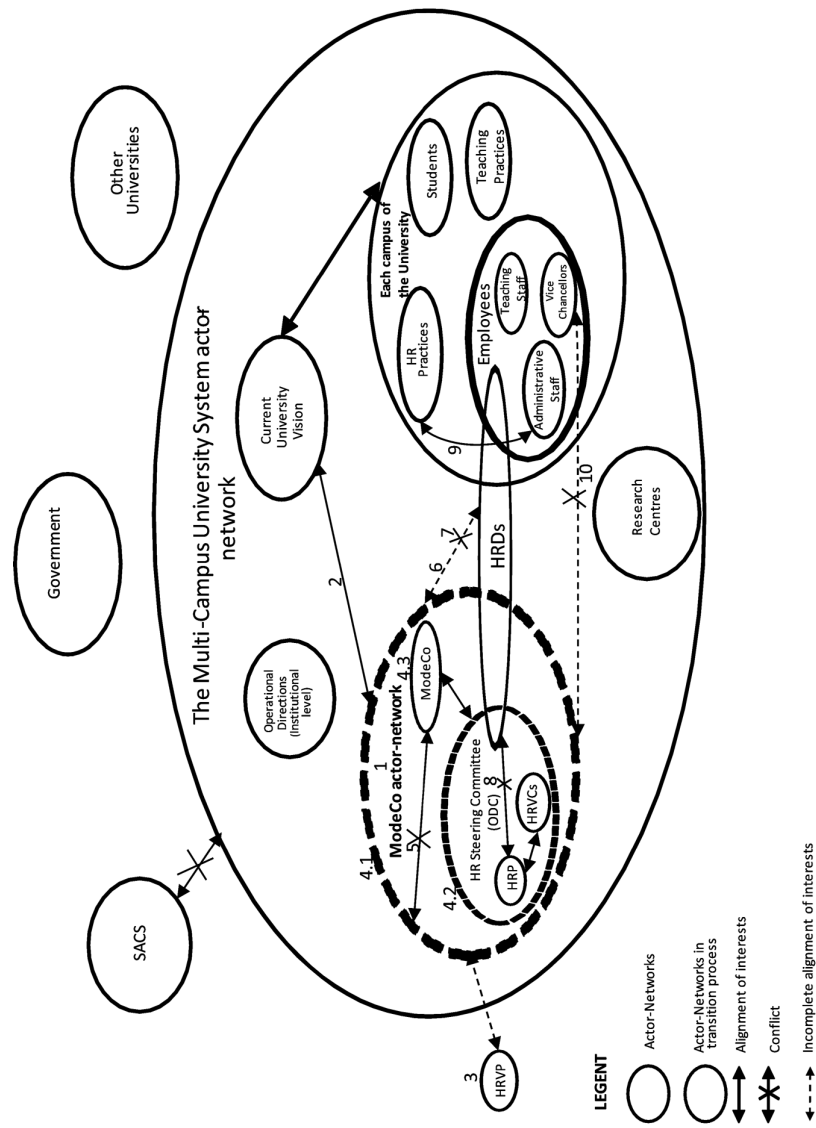 Government
Other
Universities
SACS
The Multi-Campus University System actor
network
Operational
Directions
(Institutional
level)
Current
University
Vision
2
Each campus of
the University
Students
Teaching
Practices
HR
Practices
9
Employees
Teaching
Staff
Vice
Chancellors
Administrative
Staff
1
ModeCo actor-network
4.1
4.2
4.3
ModeCo
5
6
7
HRDs
HR Steering Committee
(ODC)
8
HRP
HRVCs
3
HRVP
10
Research
Centres
LEGENT
Actor-Networks
Actor-Networks in
transition process
Alignment of interests
Conflict
Incomplete alignment of interests